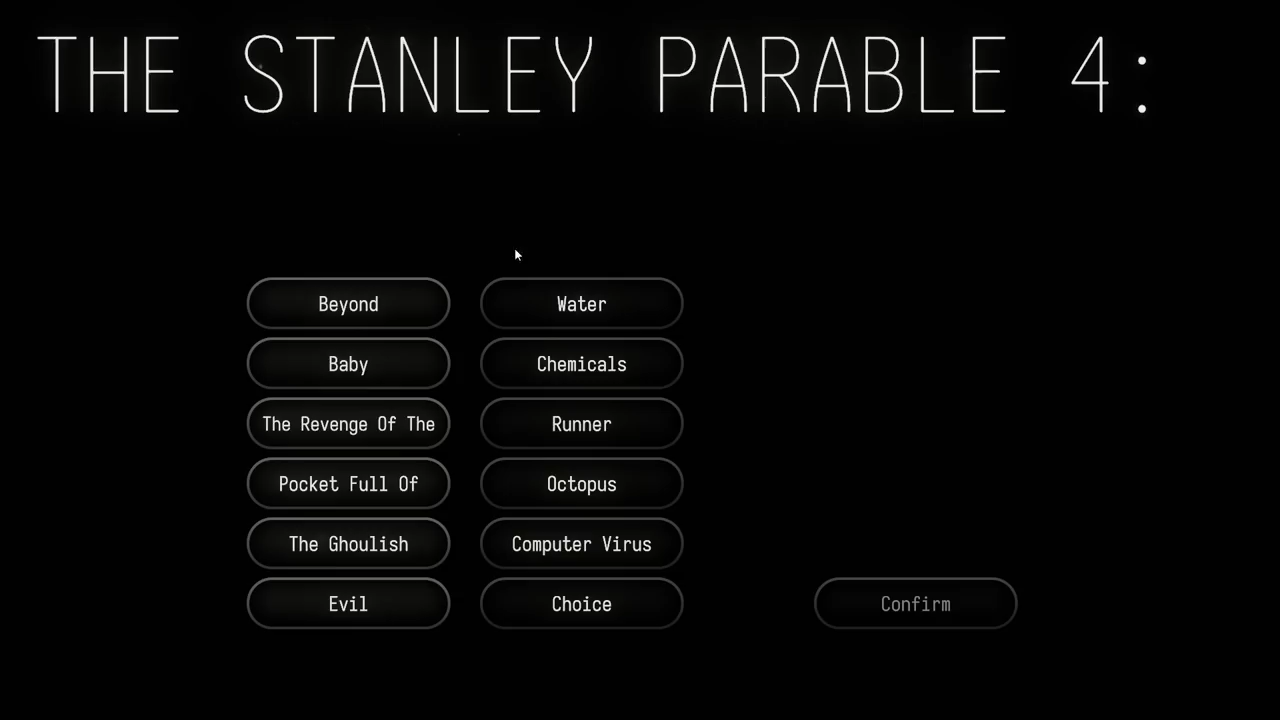 THE STANLEY PARABLE 4:
Beyond
Water
Baby
Chemicals
The Revenge Of The
Runner
Pocket Full Of
Octopus
The Ghoulish
Computer Virus
Evil
Choice
Confirm